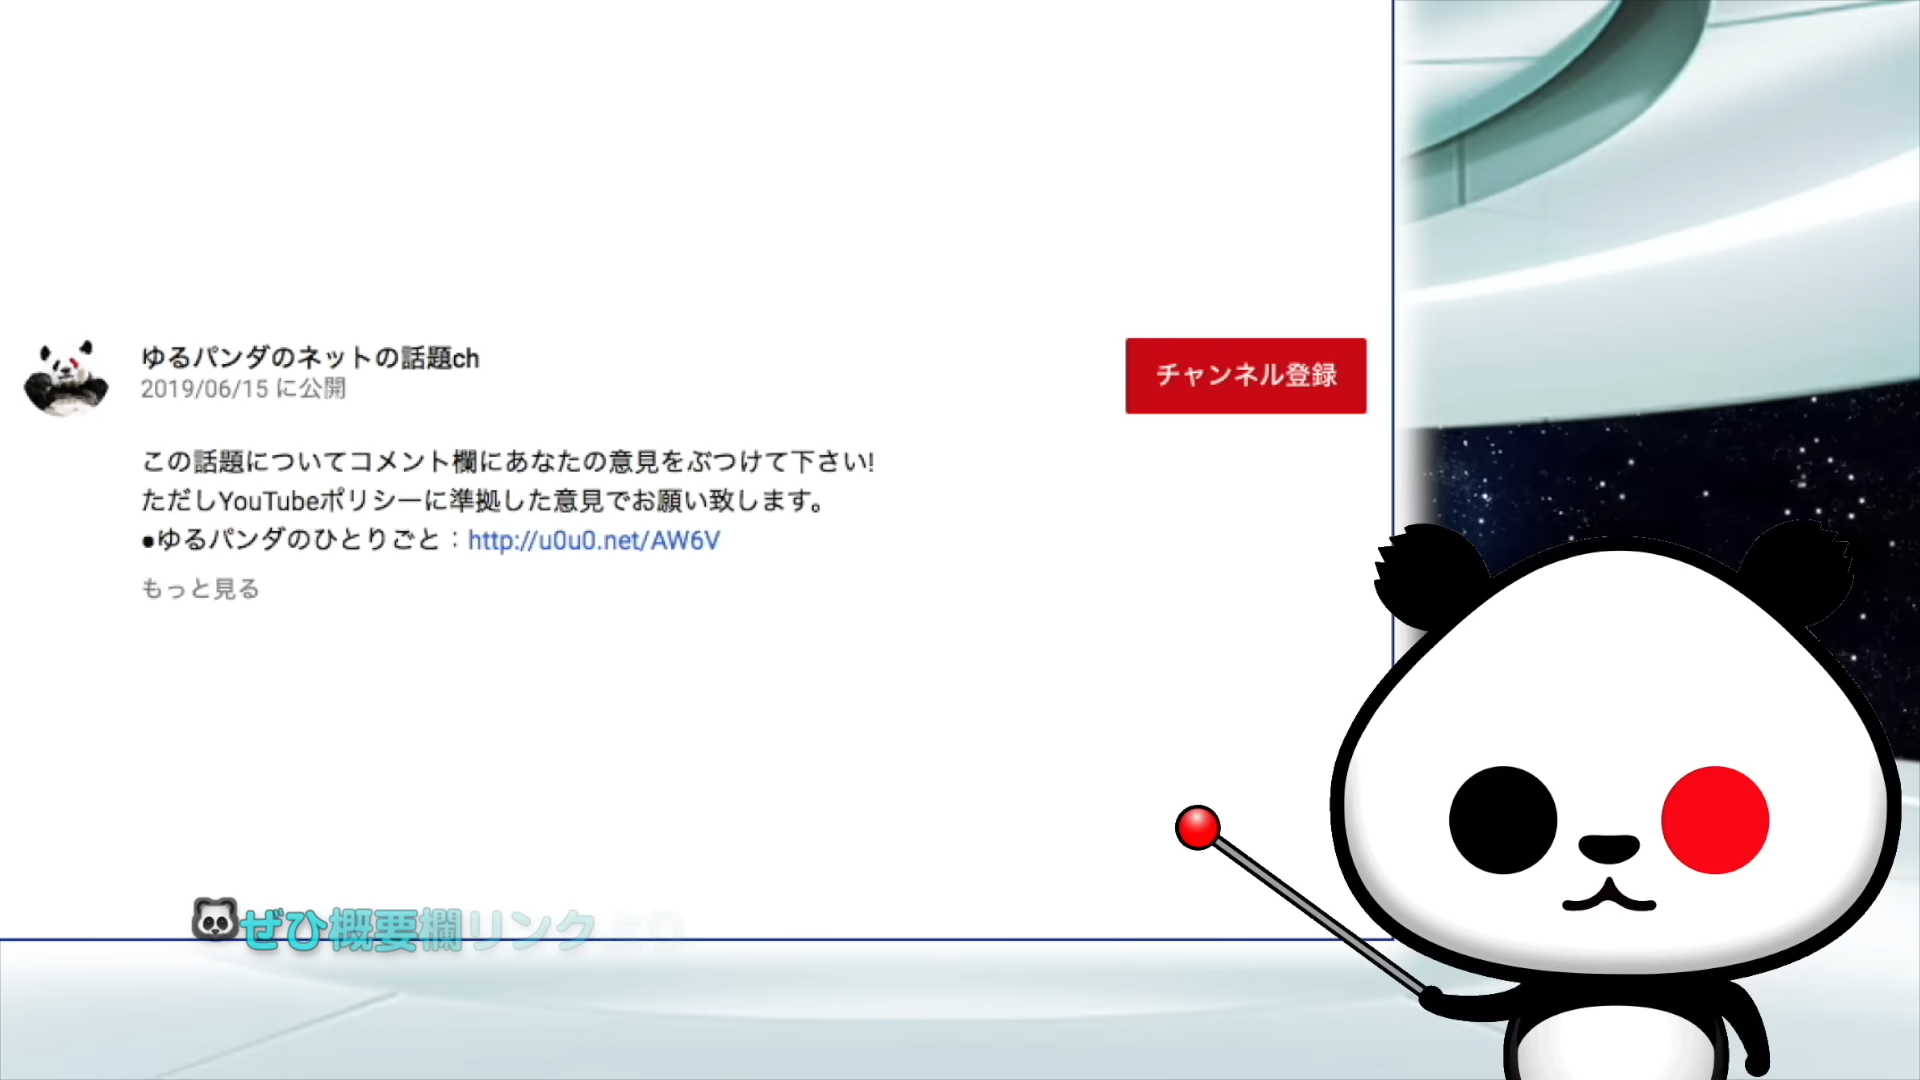 ゆるパンダのネットの話題ch
チャンネル登録
2019/06/15 に公開
この話題についてコメント欄にあなたの意見をぶつけて下さい!
ただしYouTubeポリシーに準拠した意見でお願い致します。
●ゆるパンダのひとりごと：http://u0u0.net/AW6V
もっと見る
ぜひ概要欄リンクより